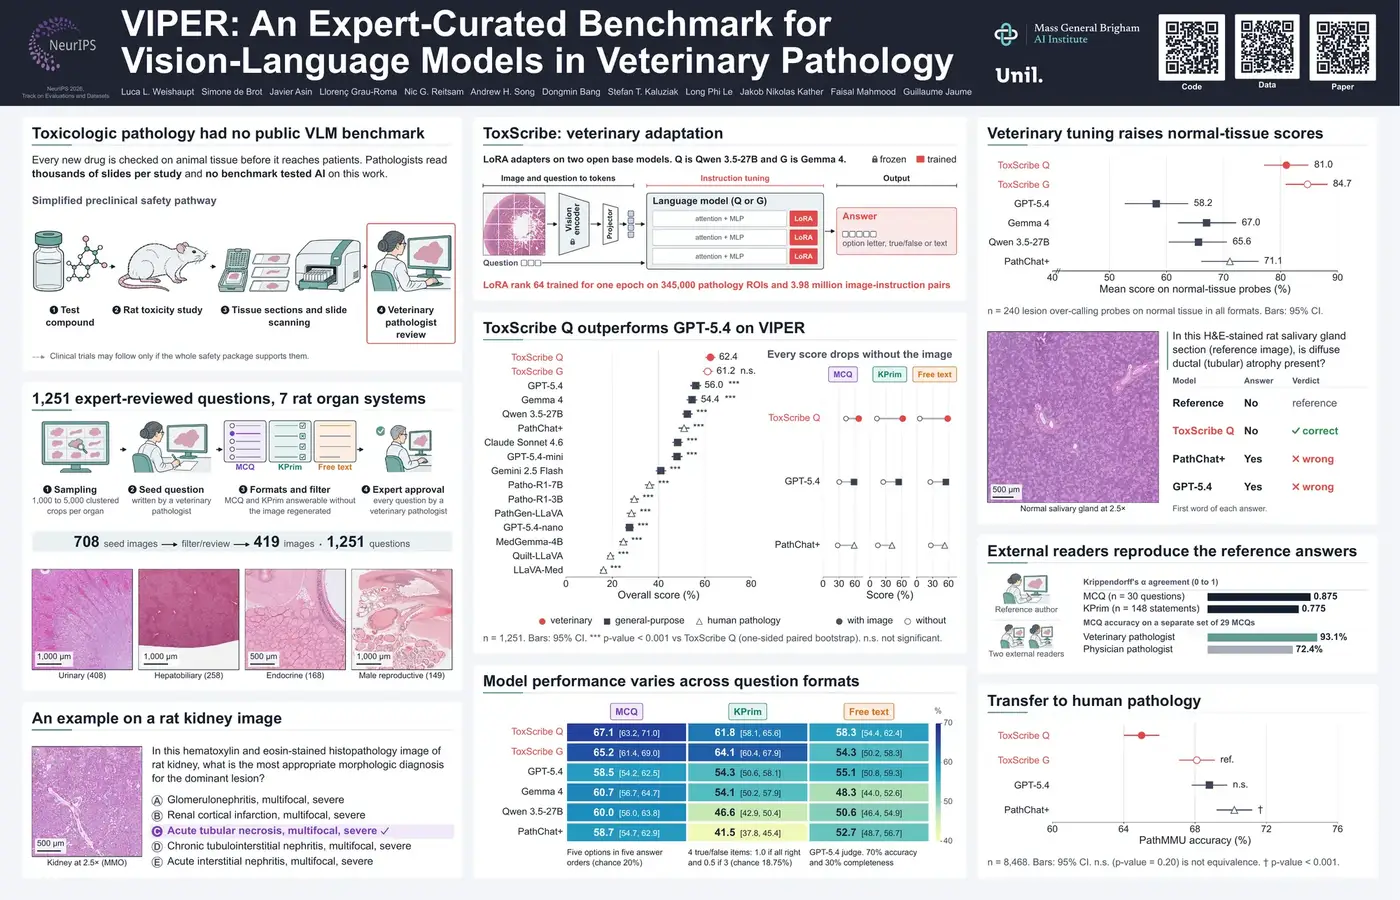 NeurIPS
NeurIPS 2026,
Track on Evaluations and Datasets
VIPER: An Expert-Curated Benchmark for
Vision-Language Models in Veterinary Pathology
Luca L. Weishaupt Simone de Brot Javier Asin Llorenç Grau-Roma Nic G. Reitsam Andrew H. Song Dongmin Bang Stefan T. Kaluziak Long Phi Le Jakob Nikolas Kather Faisal Mahmood Guillaume Jaume
Mass General Brigham
AI Institute
Unil.
Code
Data
Paper
Toxicologic pathology had no public VLM benchmark
Every new drug is checked on animal tissue before it reaches patients. Pathologists read
thousands of slides per study and no benchmark tested AI on this work.
Simplified preclinical safety pathway
1 Test
compound
2 Rat toxicity study
3 Tissue sections and slide
scanning
4 Veterinary
pathologist
review
Clinical trials may follow only if the whole safety package supports them.
1,251 expert-reviewed questions, 7 rat organ systems
MCQ
KPrim
Free text
1 Sampling
1,000 to 5,000 clustered
crops per organ
2 Seed question
written by a veterinary
pathologist
3 Formats and filter
MCQ and KPrim answerable without
the image regenerated
4 Expert approval
every question by a
veterinary pathologist
708 seed images → filter/review → 419 images · 1,251 questions
1,000 µm
Urinary (408)
1,000 µm
Hepatobiliary (258)
500 µm
Endocrine (168)
1,000 µm
Male reproductive (149)
An example on a rat kidney image
500 µm
Kidney at 2.5× (MMO)
In this hematoxylin and eosin-stained histopathology image of
rat kidney, what is the most appropriate morphologic diagnosis
for the dominant lesion?
A Glomerulonephritis, multifocal, severe
B Renal cortical infarction, multifocal, severe
C Acute tubular necrosis, multifocal, severe ✓
D Chronic tubulointerstitial nephritis, multifocal, severe
E Acute interstitial nephritis, multifocal, severe
ToxScribe: veterinary adaptation
LoRA adapters on two open base models. Q is Qwen 3.5-27B and G is Gemma 4.
frozen
trained
Image and question to tokens
Instruction tuning
Output
Vision
encoder
Projector
Language model (Q or G)
attention + MLP
LoRA
attention + MLP
LoRA
attention + MLP
LoRA
Answer
option letter, true/false or text
Question
LoRA rank 64 trained for one epoch on 345,000 pathology ROIs and 3.98 million image-instruction pairs
ToxScribe Q outperforms GPT-5.4 on VIPER
ToxScribe Q 62.4
ToxScribe G 61.2 n.s.
GPT-5.4 56.0 ***
Gemma 4 54.4 ***
Qwen 3.5-27B ***
PathChat+ ***
Claude Sonnet 4.6 ***
GPT-5.4-mini ***
Gemini 2.5 Flash ***
Patho-R1-7B ***
Patho-R1-3B ***
PathGen-LLaVA ***
GPT-5.4-nano ***
MedGemma-4B ***
Quilt-LLaVA ***
LLaVA-Med ***
0 20 40 60 80
Overall score (%)
Every score drops without the image
MCQ
KPrim
Free text
ToxScribe Q
GPT-5.4
PathChat+
0 30 60 0 30 60 0 30 60
Score (%)
veterinary
general-purpose
human pathology
with image
without
n = 1,251. Bars: 95% CI. *** p-value < 0.001 vs ToxScribe Q (one-sided paired bootstrap). n.s. not significant.
Model performance varies across question formats
MCQ
KPrim
Free text
%
ToxScribe Q 67.1 [63.2, 71.0] 61.8 [58.1, 65.6] 58.3 [54.4, 62.4]
ToxScribe G 65.2 [61.4, 69.0] 64.1 [60.4, 67.9] 54.3 [50.2, 58.3]
GPT-5.4 58.5 [54.2, 62.5] 54.3 [50.6, 58.1] 55.1 [50.8, 59.3]
Gemma 4 60.7 [56.7, 64.7] 54.1 [50.2, 57.9] 48.3 [44.0, 52.6]
Qwen 3.5-27B 60.0 [56.0, 63.8] 46.6 [42.9, 50.4] 50.6 [46.4, 54.9]
PathChat+ 58.7 [54.7, 62.9] 41.5 [37.8, 45.4] 52.7 [48.7, 56.7]
70
60
50
40
Five options in five answer
orders (chance 20%)
4 true/false items: 1.0 if all right
and 0.5 if 3 (chance 18.75%)
GPT-5.4 judge. 70% accuracy
and 30% completeness
Veterinary tuning raises normal-tissue scores
ToxScribe Q 81.0
ToxScribe G 84.7
GPT-5.4 58.2
Gemma 4 67.0
Qwen 3.5-27B 65.6
PathChat+ 71.1
40 50 60 70 80 90
Mean score on normal-tissue probes (%)
n = 240 lesion over-calling probes on normal tissue in all formats. Bars: 95% CI.
500 µm
Normal salivary gland at 2.5×
In this H&E-stained rat salivary gland
section (reference image), is diffuse
ductal (tubular) atrophy present?
Model Answer Verdict
Reference No reference
ToxScribe Q No ✓ correct
PathChat+ Yes ✕ wrong
GPT-5.4 Yes ✕ wrong
First word of each answer.
External readers reproduce the reference answers
Reference author
Two external readers
Krippendorff's α agreement (0 to 1)
MCQ (n = 30 questions) 0.875
KPrim (n = 148 statements) 0.775
MCQ accuracy on a separate set of 29 MCQs
Veterinary pathologist 93.1%
Physician pathologist 72.4%
Transfer to human pathology
ToxScribe Q
ToxScribe G ref.
GPT-5.4 n.s.
PathChat+ †
60 64 68 72 76
PathMMU accuracy (%)
n = 8,468. Bars: 95% CI. n.s. (p-value = 0.20) is not equivalence. † p-value < 0.001.